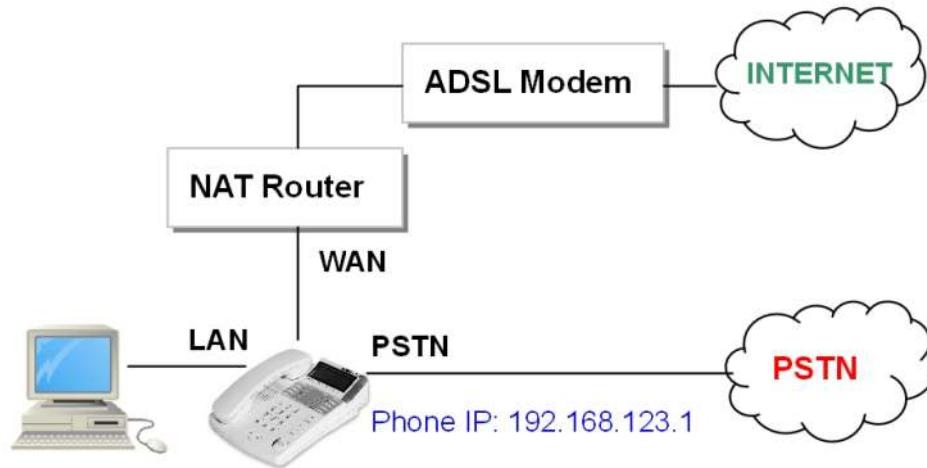 ADSL Modem
INTERNET
NAT Router
WAN
LAN
PSTN
PSTN
Phone IP: 192.168.123.1